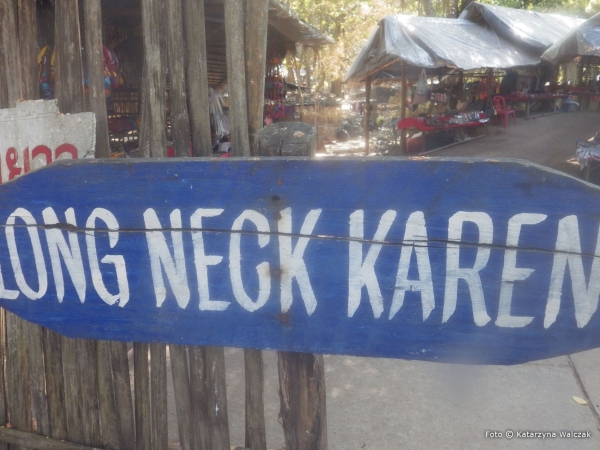 LONG NECK KAREN
Foto © Katarzyna Walczak